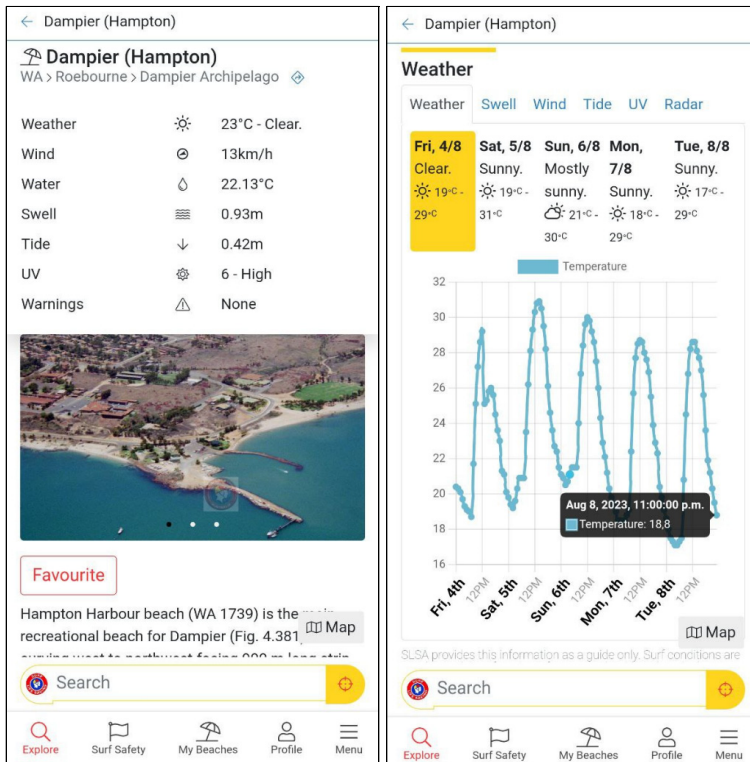 Dampier (Hampton)
Dampier (Hampton)
WA > Roebourne > Dampier Archipelago
Weather 23°C - Clear.
Wind 13km/h
Water 22.13°C
Swell 0.93m
Tide 0.42m
UV 6 - High
Warnings None
Favourite
Hampton Harbour beach (WA 1739) is the main
recreational beach for Dampier (Fig. 4.381,
Map
Search
Explore Surf Safety My Beaches Profile Menu
Dampier (Hampton)
Weather
Weather Swell Wind Tide UV Radar
Fri, 4/8 Sat, 5/8 Sun, 6/8 Mon, Tue, 8/8
Clear. Sunny. Mostly 7/8 Sunny.
19°C - 19°C - sunny. Sunny. 17°C -
29°C 31°C 21°C - 18°C - 29°C
30°C 29°C
Temperature
32
30
28
26
24
22
20
18
16
Aug 8, 2023, 11:00:00 p.m.
Temperature: 18,8
Fri, 4th 12PM Sat, 5th 12PM Sun, 6th 12PM Mon, 7th 12PM Tue, 8th 12PM
Map
SLSA provides this information as a guide only. Surf conditions are
Search
Explore Surf Safety My Beaches Profile Menu